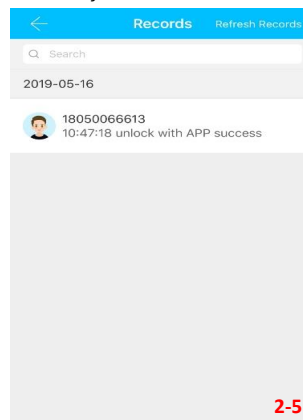 Records Refresh Records
Search
2019-05-16
18050066613
10:47:18 unlock with APP success
2-5